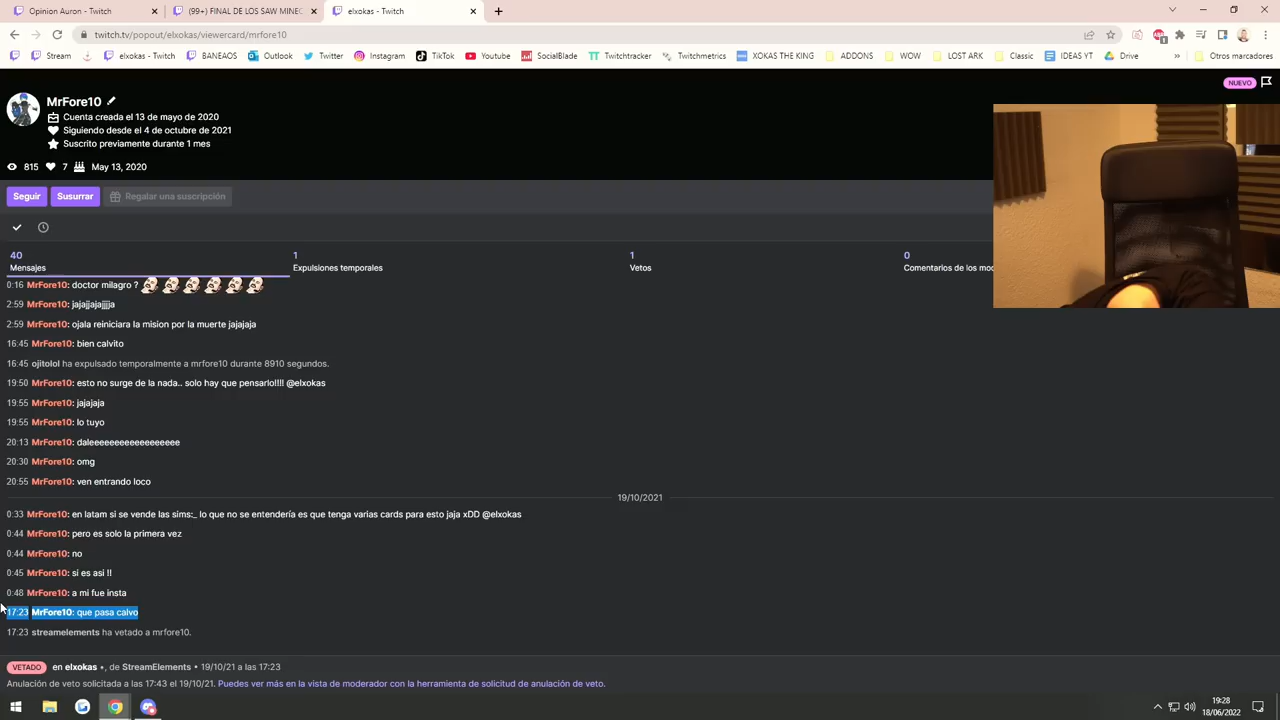 Opinion Auron - Twitch
(99+) FINAL DE LOS SAW MINEC
elxokas - Twitch
twitch.tv/popout/elxokas/viewercard/mrfore10
Stream
elxokas - Twitch
BANEAOS
Outlook
Twitter
Instagram
TikTok
Youtube
SocialBlade
Twitchtracker
Twitchmetrics
XOKAS THE KING
ADDONS
WOW
LOST ARK
Classic
IDEAS YT
Drive
»
Otros marcadores
NUEVO
MrFore10
Cuenta creada el 13 de mayo de 2020
Siguiendo desde el 4 de octubre de 2021
Suscrito previamente durante 1 mes
815 7 May 13, 2020
Seguir Susurrar Regalar una suscripción
40 1 1 0
Mensajes Expulsiones temporales Vetos Comentarios de los mod
0:16 MrFore10: doctor milagro ?
2:59 MrFore10: jajajjajajjjja
2:59 MrFore10: ojala reiniciara la mision por la muerte jajajaja
16:45 MrFore10: bien calvito
16:45 ojitolol ha expulsado temporalmente a mrfore10 durante 8910 segundos.
19:50 MrFore10: esto no surge de la nada.. solo hay que pensarlo!!!! @elxokas
19:55 MrFore10: jajajaja
19:55 MrFore10: lo tuyo
20:13 MrFore10: daleeeeeeeeeeeeeeeee
20:30 MrFore10: omg
20:55 MrFore10: ven entrando loco
19/10/2021
0:33 MrFore10: en latam si se vende las sims:_ lo que no se entendería es que tenga varias cards para esto jaja xDD @elxokas
0:44 MrFore10: pero es solo la primera vez
0:44 MrFore10: no
0:45 MrFore10: si es asi !!
0:48 MrFore10: a mi fue insta
17:23 MrFore10: que pasa calvo
17:23 streamelements ha vetado a mrfore10.
VETADO en elxokas •, de StreamElements • 19/10/21 a las 17:23
Anulación de veto solicitada a las 17:43 el 19/10/21. Puedes ver más en la vista de moderador con la herramienta de solicitud de anulación de veto.
19:28
18/06/2022